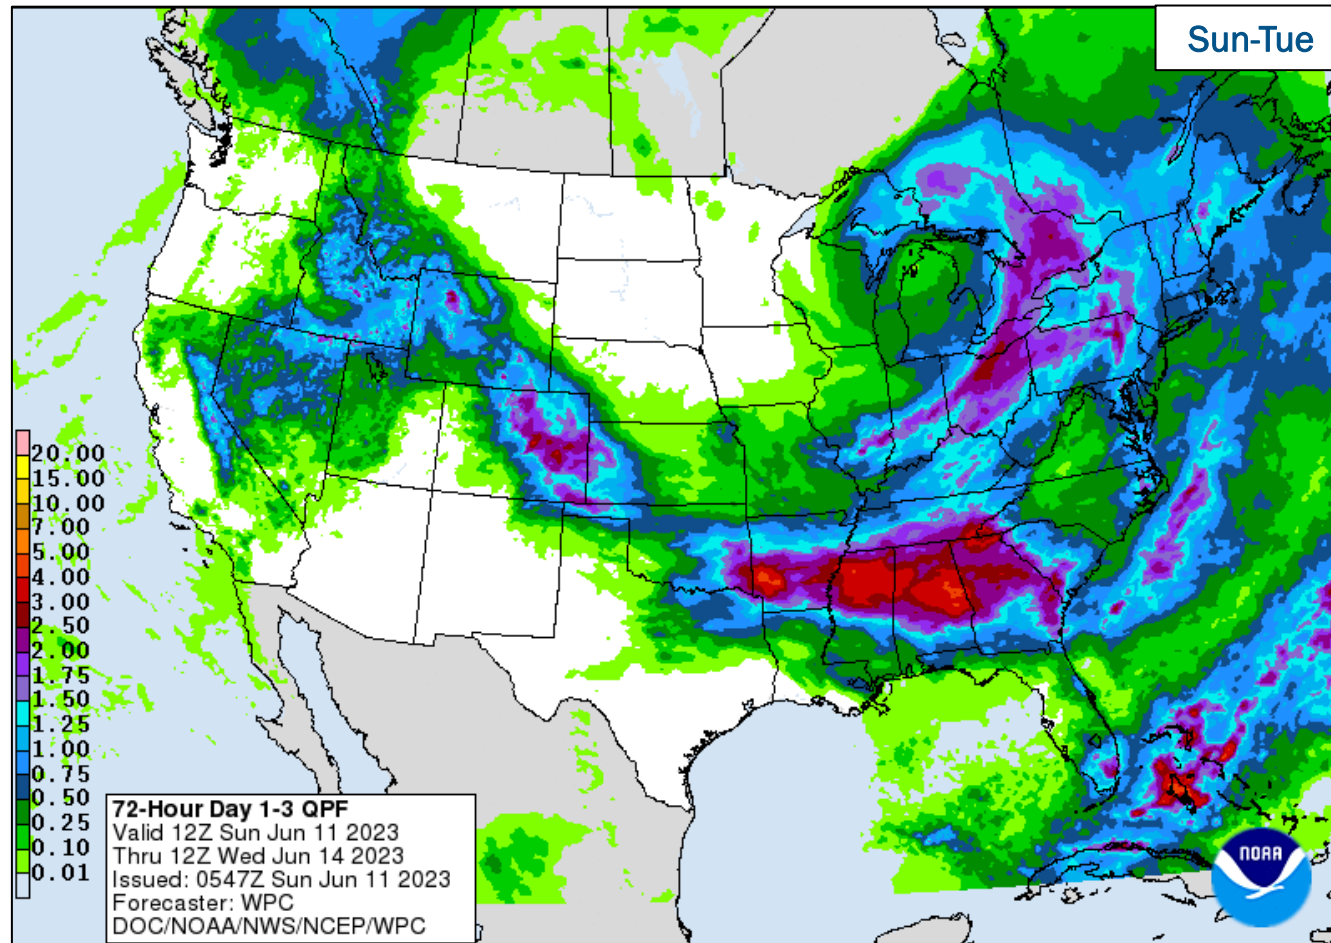 Sun-Tue
20.00
15.00
10.00
7.00
5.00
4.00
3.00
2.50
2.00
1.75
1.50
1.25
1.00
0.75
0.50
0.25
0.10
0.01
72-Hour Day 1-3 QPF
Valid 12Z Sun Jun 11 2023
Thru 12Z Wed Jun 14 2023
Issued: 0547Z Sun Jun 11 2023
Forecaster: WPC
DOC/NOAA/NWS/NCEP/WPC
NOAA